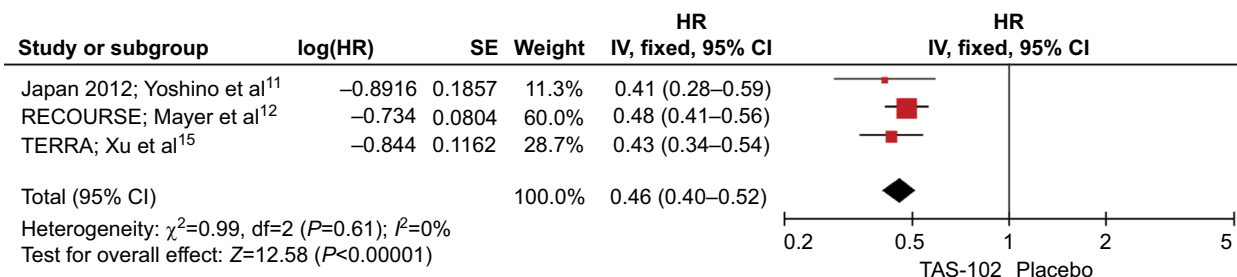 HR HR
Study or subgroup log(HR) SE Weight IV, fixed, 95% CI IV, fixed, 95% CI
Japan 2012; Yoshino et al¹¹ –0.8916 0.1857 11.3% 0.41 (0.28–0.59)
RECOURSE; Mayer et al¹² –0.734 0.0804 60.0% 0.48 (0.41–0.56)
TERRA; Xu et al¹⁵ –0.844 0.1162 28.7% 0.43 (0.34–0.54)
Total (95% CI) 100.0% 0.46 (0.40–0.52)
Heterogeneity: χ²=0.99, df=2 (P=0.61); I²=0%
Test for overall effect: Z=12.58 (P<0.00001)
0.2 0.5 1 2 5
TAS-102 Placebo